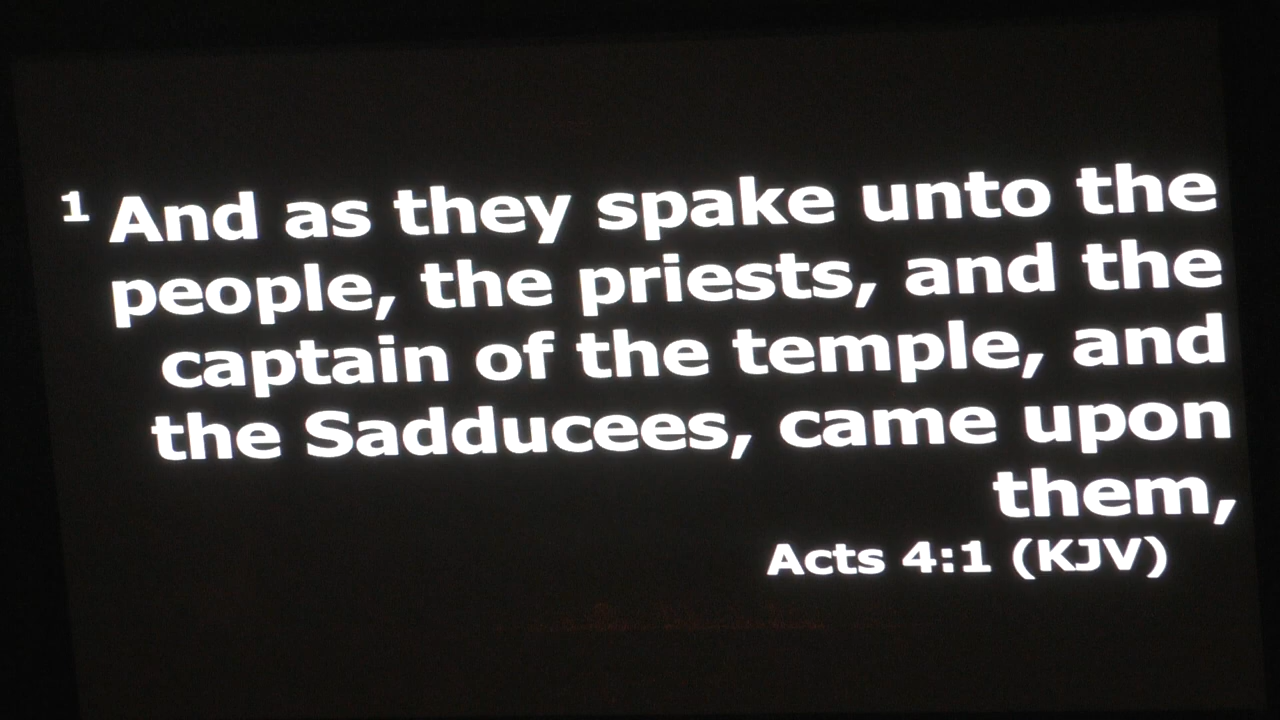 1 And as they spake unto the
people, the priests, and the
captain of the temple, and
the Sadducees, came upon
them,
Acts 4:1 (KJV)